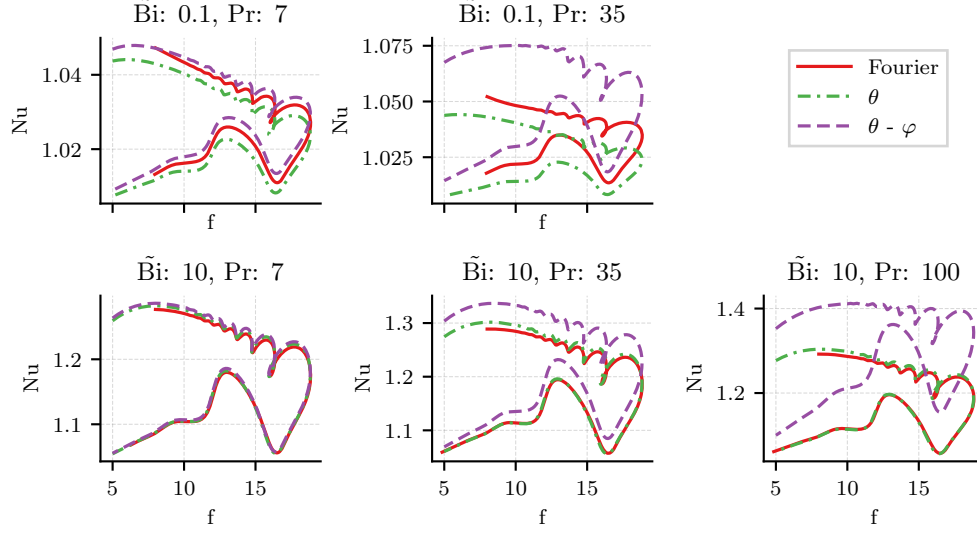 B̃i: 0.1, Pr: 7
B̃i: 0.1, Pr: 35
Nu
1.04
1.02
f
Nu
1.075
1.050
1.025
f
Fourier
θ
θ - φ
B̃i: 10, Pr: 7
B̃i: 10, Pr: 35
B̃i: 10, Pr: 100
Nu
1.2
1.1
5
10
15
f
Nu
1.3
1.2
1.1
5
10
15
f
Nu
1.4
1.2
5
10
15
f